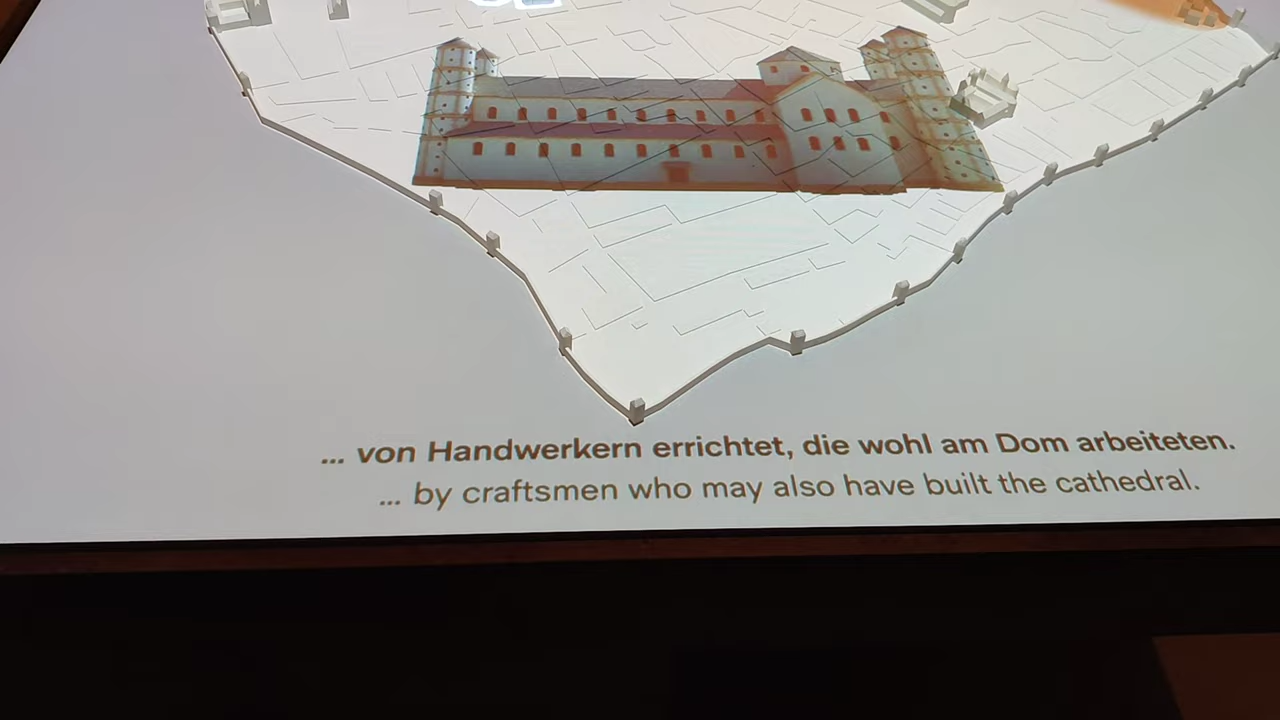 ... von Handwerkern errichtet, die wohl am Dom arbeiteten.
... by craftsmen who may also have built the cathedral.